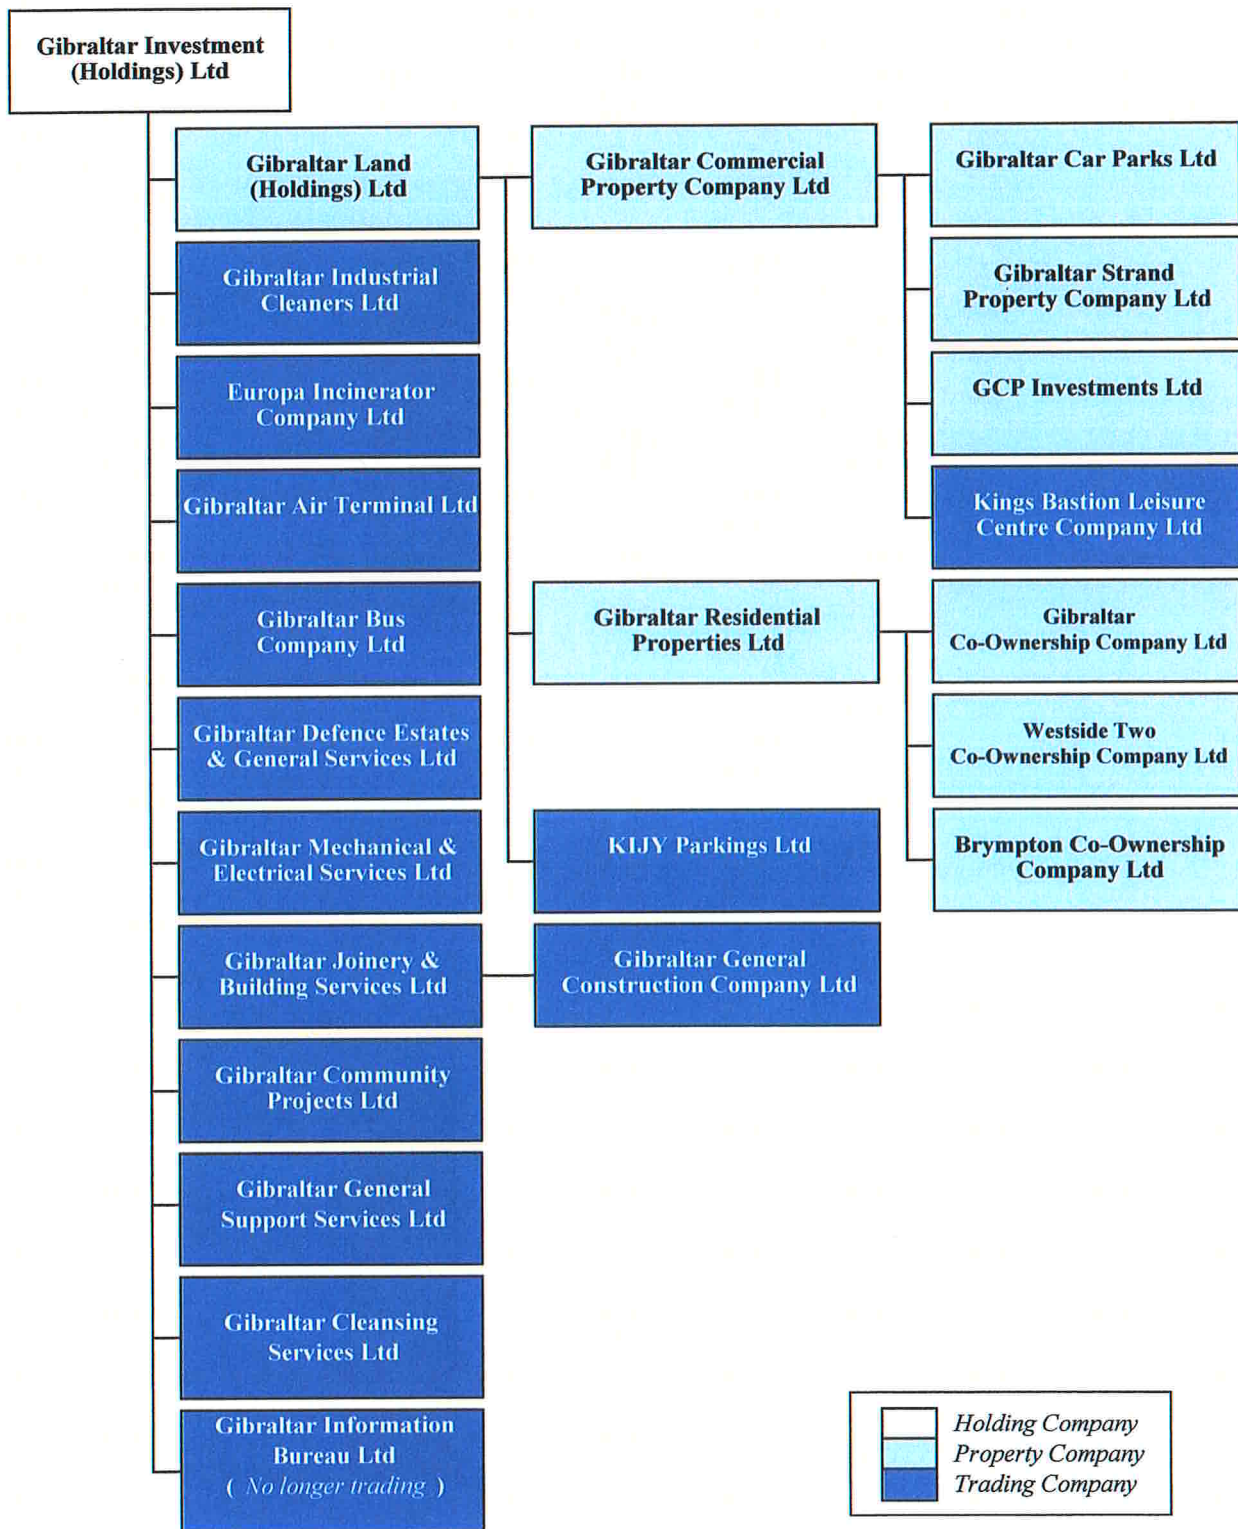 Gibraltar Investment
(Holdings) Ltd
Gibraltar Land
(Holdings) Ltd
Gibraltar Commercial
Property Company Ltd
Gibraltar Car Parks Ltd
Gibraltar Industrial
Cleaners Ltd
Gibraltar Strand
Property Company Ltd
Europa Incinerator
Company Ltd
GCP Investments Ltd
Gibraltar Air Terminal Ltd
Kings Bastion Leisure
Centre Company Ltd
Gibraltar Bus
Company Ltd
Gibraltar Residential
Properties Ltd
Gibraltar
Co-Ownership Company Ltd
Gibraltar Defence Estates
& General Services Ltd
Westside Two
Co-Ownership Company Ltd
Gibraltar Mechanical &
Electrical Services Ltd
KIJY Parkings Ltd
Brympton Co-Ownership
Company Ltd
Gibraltar Joinery &
Building Services Ltd
Gibraltar General
Construction Company Ltd
Gibraltar Community
Projects Ltd
Gibraltar General
Support Services Ltd
Gibraltar Cleansing
Services Ltd
Gibraltar Information
Bureau Ltd
( No longer trading )
Holding Company
Property Company
Trading Company